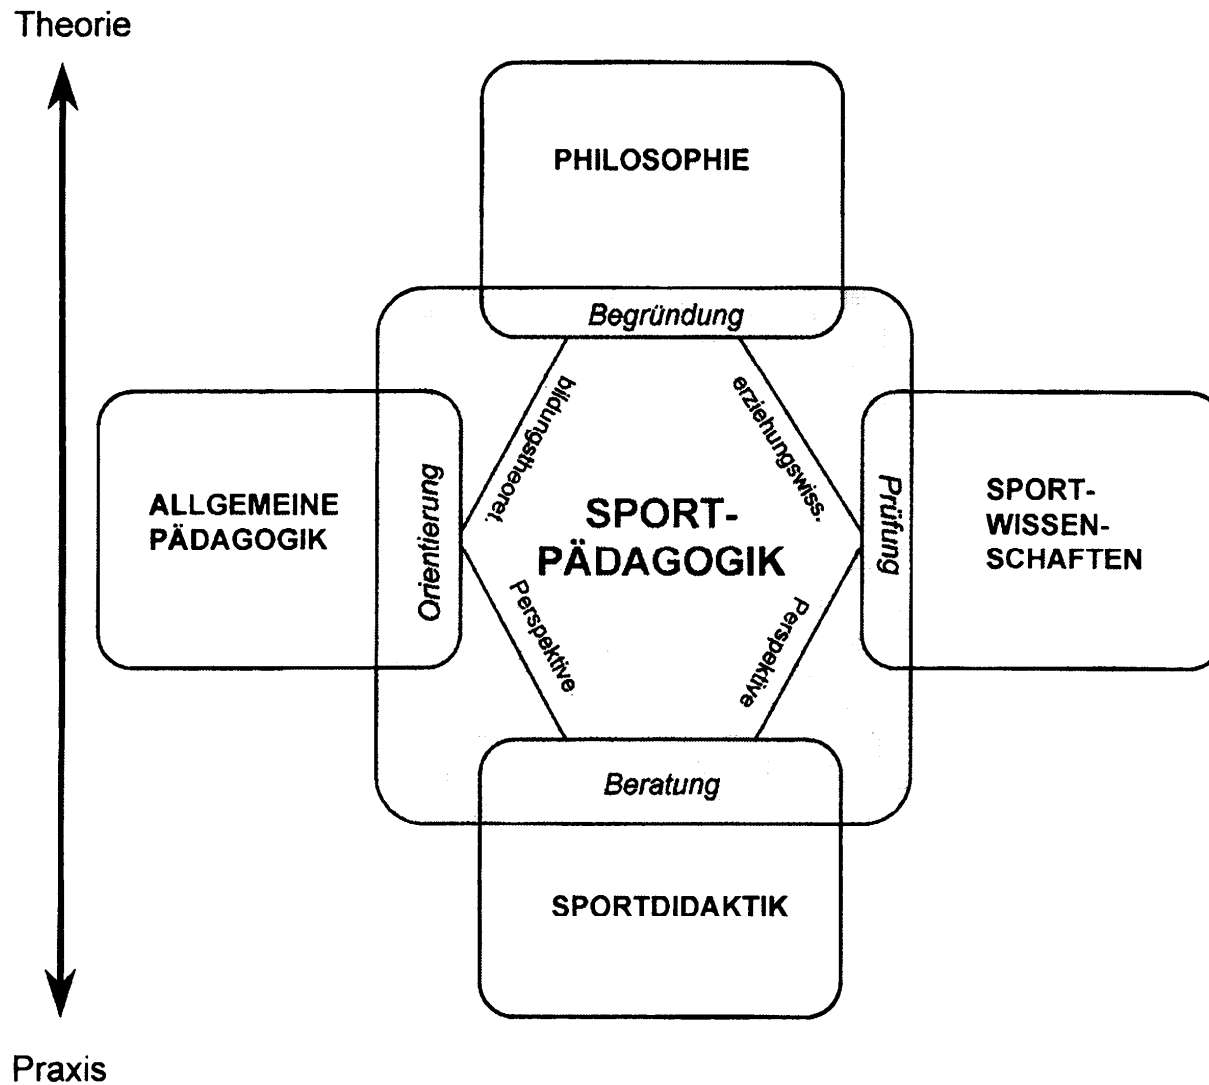 Theorie
PHILOSOPHIE
Begründung
bildungstheoret.
erziehungswiss.
ALLGEMEINE
PÄDAGOGIK
Orientierung
SPORT-
PÄDAGOGIK
Prüfung
SPORT-
WISSEN-
SCHAFTEN
Perspektive
Perspektive
Beratung
SPORTDIDAKTIK
Praxis